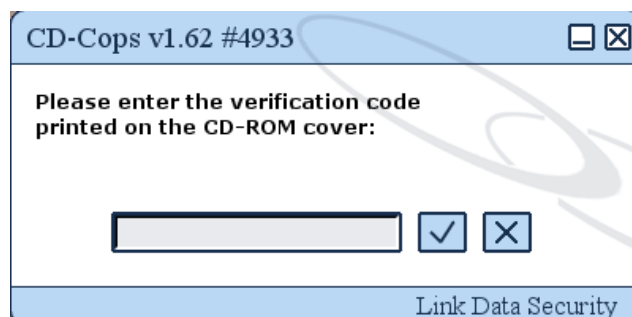 CD-Cops v1.62 #4933
Please enter the verification code
printed on the CD-ROM cover:
Link Data Security